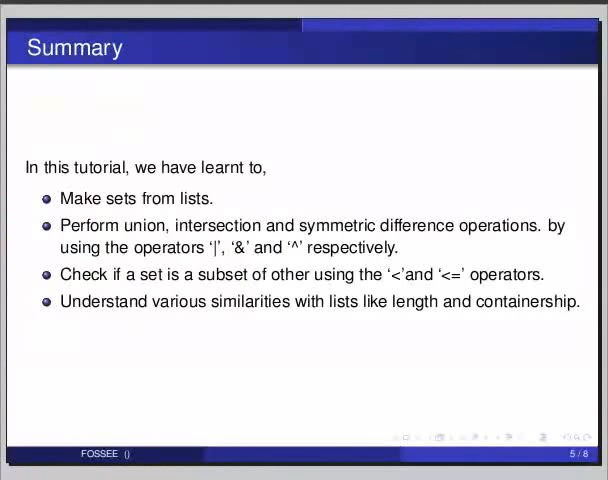 Summary
In this tutorial, we have learnt to,
Make sets from lists.
Perform union, intersection and symmetric difference operations. by
using the operators ‘|’, ‘&’ and ‘^’ respectively.
Check if a set is a subset of other using the ‘<’and ‘<=’ operators.
Understand various similarities with lists like length and containership.
FOSSEE ()
5 / 8